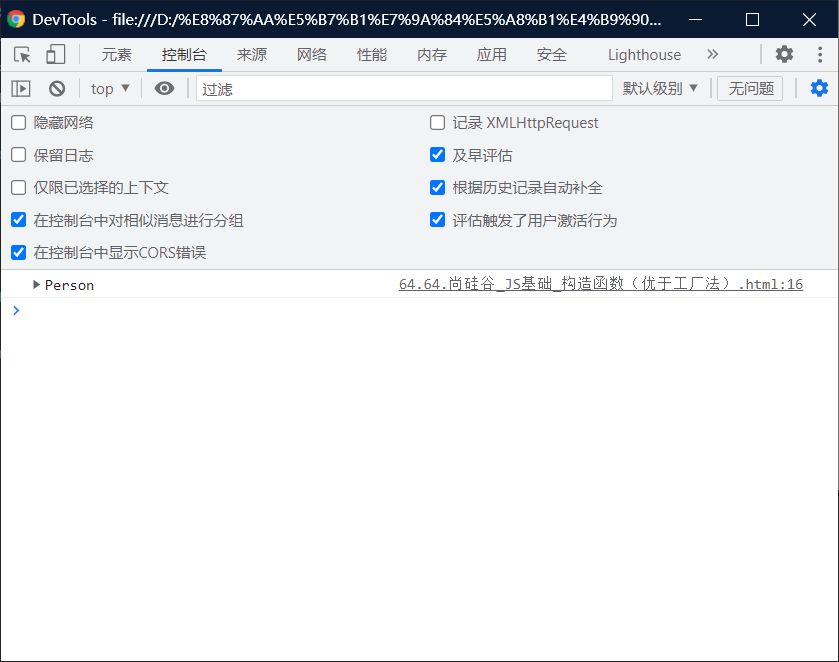 DevTools - file:///D:/%E8%87%AA%E5%B7%B1%E7%9A%84%E5%A8%B1%E4%B9%90...
元素 控制台 来源 网络 性能 内存 应用 安全 Lighthouse
top 过滤 默认级别 无问题
隐藏网络 记录 XMLHttpRequest
保留日志 及早评估
仅限已选择的上下文 根据历史记录自动补全
在控制台中对相似消息进行分组 评估触发了用户激活行为
在控制台中显示CORS错误
Person 64.64.尚硅谷_JS基础_构造函数（优于工厂法）.html:16